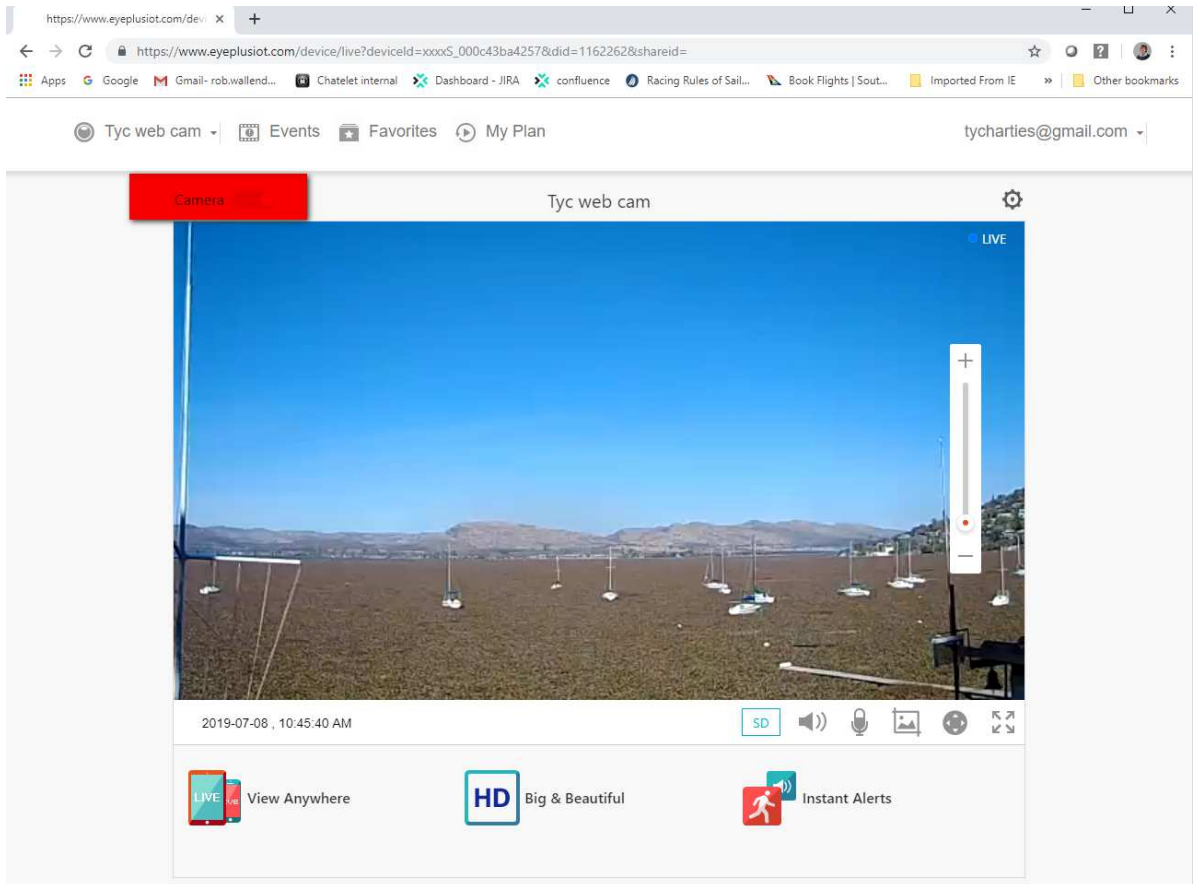 https://www.eyeplusiot.com/devi
https://www.eyeplusiot.com/device/live?deviceId=xxxxS_000c43ba4257&did=1162262&shareid=
Apps Google Gmail- rob.wallend... Chatelet internal Dashboard - JIRA confluence Racing Rules of Sail... Book Flights | Sout... Imported From IE » Other bookmarks
Tyc web cam Events Favorites My Plan tycharties@gmail.com
Camera Tyc web cam
LIVE
2019-07-08 , 10:45:40 AM SD
LIVE View Anywhere HD Big & Beautiful Instant Alerts